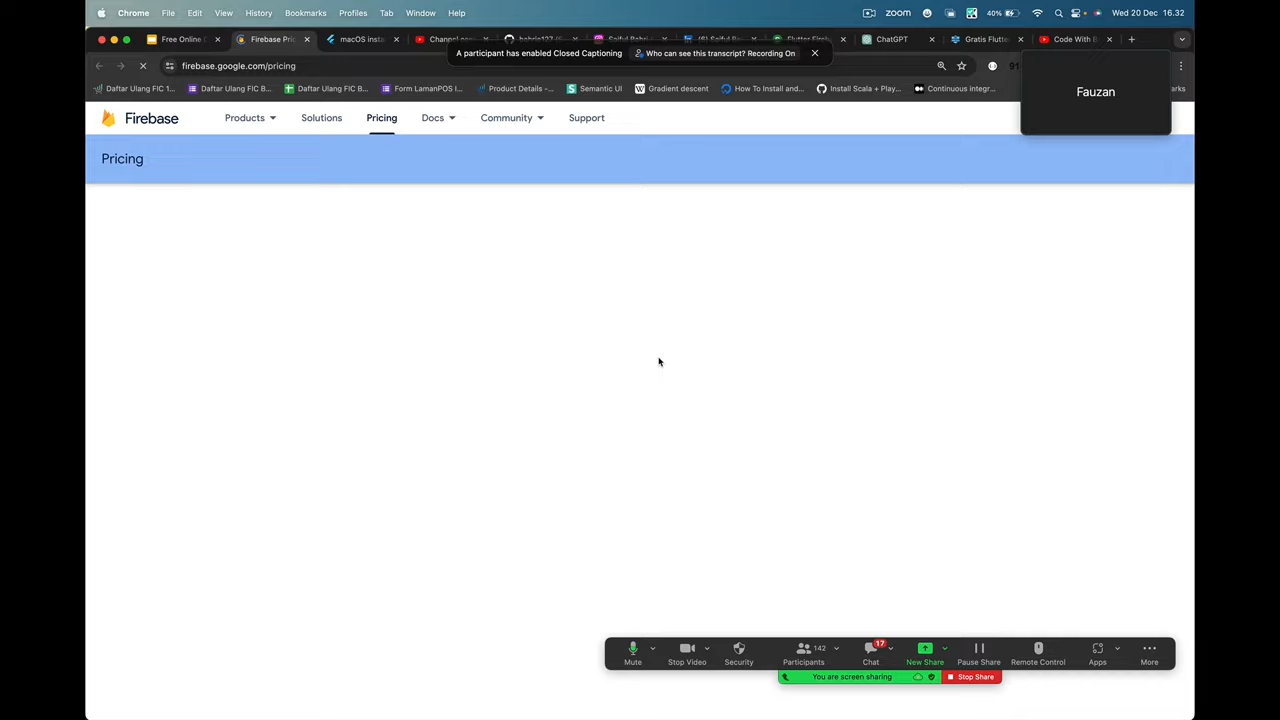 Chrome File Edit View History Bookmarks Profiles Tab Window Help zoom 40% Wed 20 Dec 16.32
Free Online Firebase Pri macOS insta ChatGPT Gratis Flutte Code With B
A participant has enabled Closed Captioning Who can see this transcript? Recording On
firebase.google.com/pricing
Fauzan
Daftar Ulang FIC 1... Daftar Ulang FIC B... Daftar Ulang FIC B... Form LamanPOS I... Product Details -... Semantic UI Gradient descent How To Install and... Install Scala + Play... Continuous integr...
Firebase Products Solutions Pricing Docs Community Support
Pricing
17
142
Mute Stop Video Security Participants Chat New Share Pause Share Remote Control Apps More
You are screen sharing Stop Share